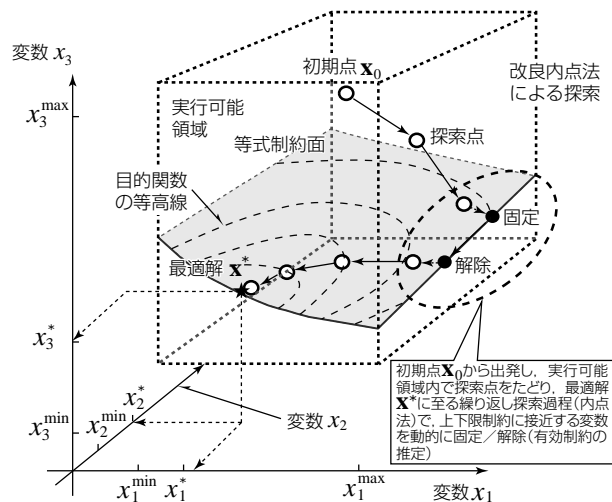 変数 x₃
初期点 x₀
改良内点法
による探索
x₃ᵐᵃˣ
実行可能
領域
探索点
等式制約面
目的関数
の等高線
固定
最適解 x*
解除
x₃*
初期点x₀から出発し，実行可能
領域内で探索点をたどり，最適解
x*に至る繰り返し探索過程(内点
法)で，上下限制約に接近する変数
を動的に固定／解除(有効制約の
推定)
x₂*
x₂ᵐⁱⁿ
変数 x₂
x₃ᵐⁱⁿ
x₁ᵐⁱⁿ
x₁*
x₁ᵐᵃˣ
変数 x₁